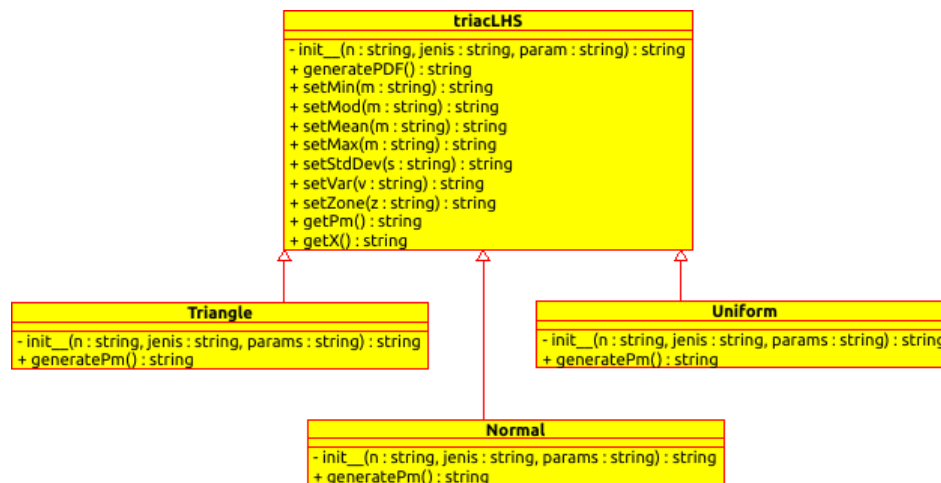 triacLHS
- init__(n : string, jenis : string, param : string) : string
+ generatePDF() : string
+ setMin(m : string) : string
+ setMod(m : string) : string
+ setMean(m : string) : string
+ setMax(m : string) : string
+ setStdDev(s : string) : string
+ setVar(v : string) : string
+ setZone(z : string) : string
+ getPm() : string
+ getX() : string
Triangle
- init__(n : string, jenis : string, params : string) : string
+ generatePm() : string
Uniform
- init__(n : string, jenis : string, params : string) : string
+ generatePm() : string
Normal
- init__(n : string, jenis : string, params : string) : string
+ generatePm() : string